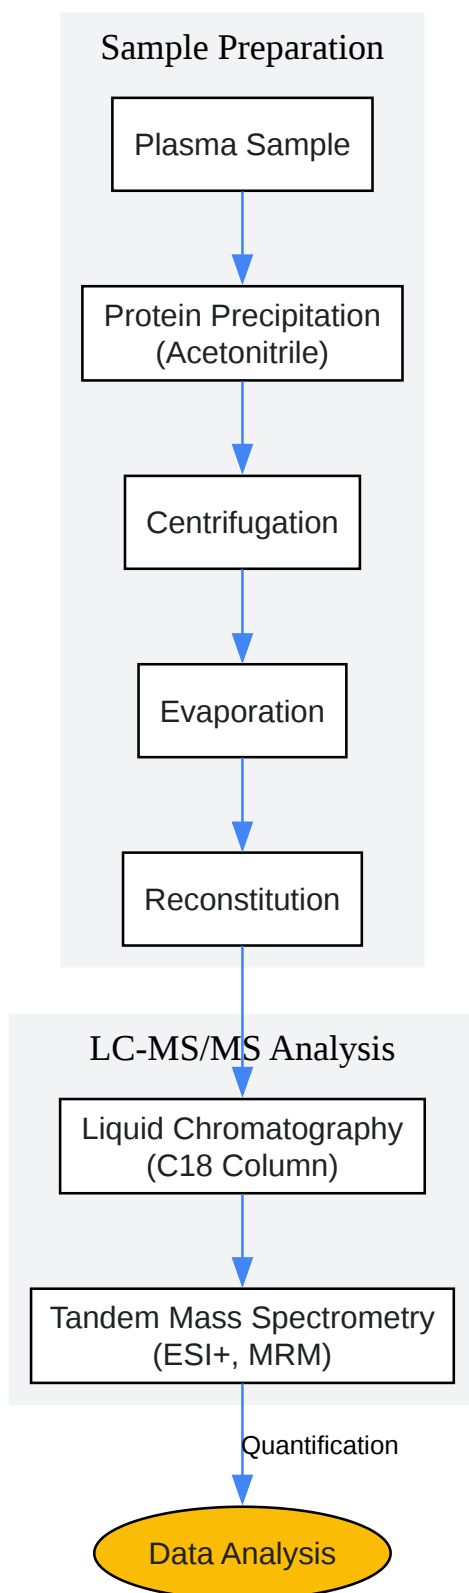 Sample Preparation
Plasma Sample
Protein Precipitation
(Acetonitrile)
Centrifugation
Evaporation
Reconstitution
LC-MS/MS Analysis
Liquid Chromatography
(C18 Column)
Tandem Mass Spectrometry
(ESI+, MRM)
Quantification
Data Analysis